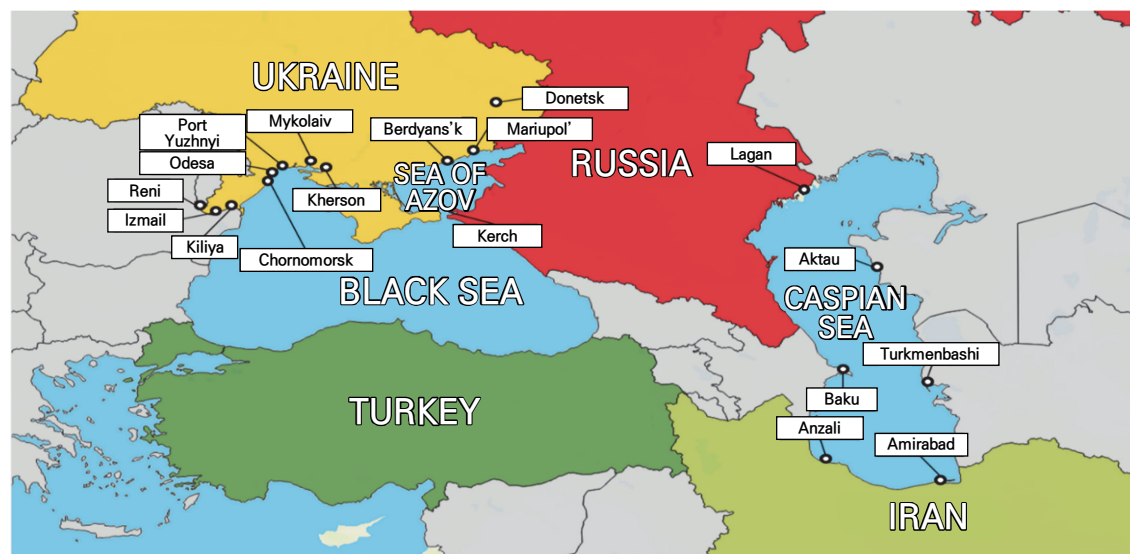 UKRAINE
Donetsk
Mykolaiv
Port
Yuzhnyi
Berdyans'k
Mariupol'
Odesa
RUSSIA
Lagan
SEA OF
AZOV
Reni
Kherson
Izmail
Kerch
Kiliya
Chornomorsk
Aktau
BLACK SEA
CASPIAN
SEA
Turkmenbashi
Baku
TURKEY
Anzali
Amirabad
IRAN